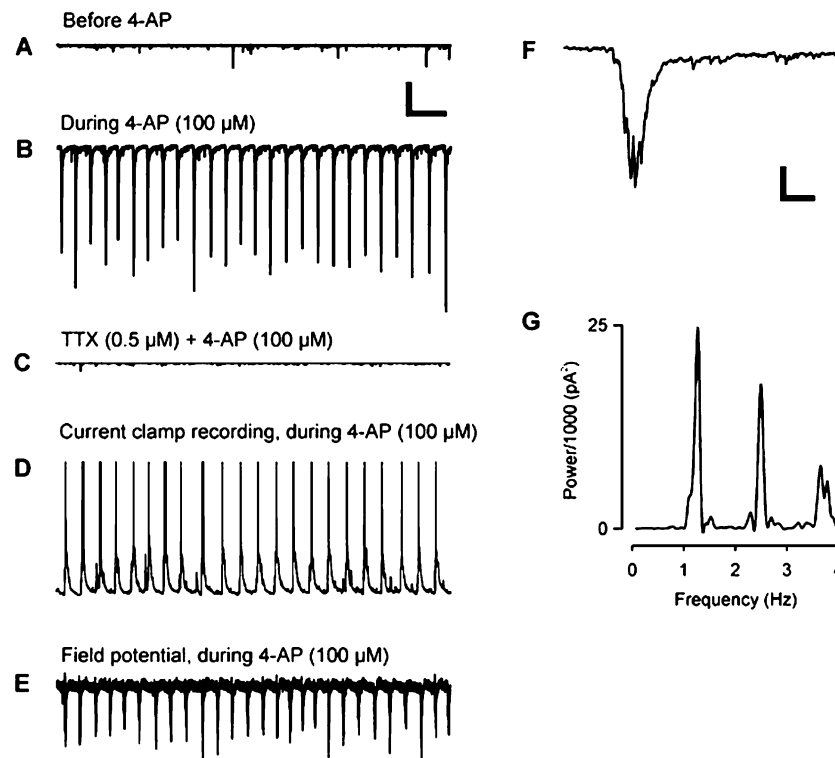 A
Before 4-AP
B
During 4-AP (100 µM)
C
TTX (0.5 µM) + 4-AP (100 µM)
D
Current clamp recording, during 4-AP (100 µM)
E
Field potential, during 4-AP (100 µM)
F
G
25
0
Power/1000 (pA²)
0 1 2 3 4
Frequency (Hz)